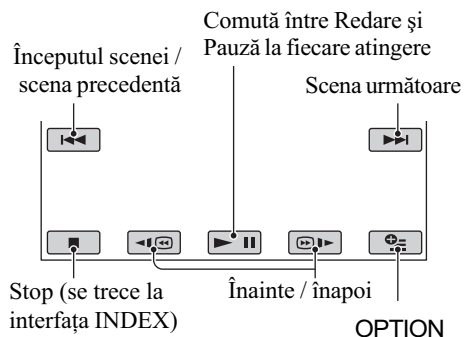 Comută între Redare şi
Pauză la fiecare atingere
Începutul scenei /
scena precedentă
Scena următoare
Stop (se trece la
interfaţa INDEX)
Înainte / înapoi
OPTION